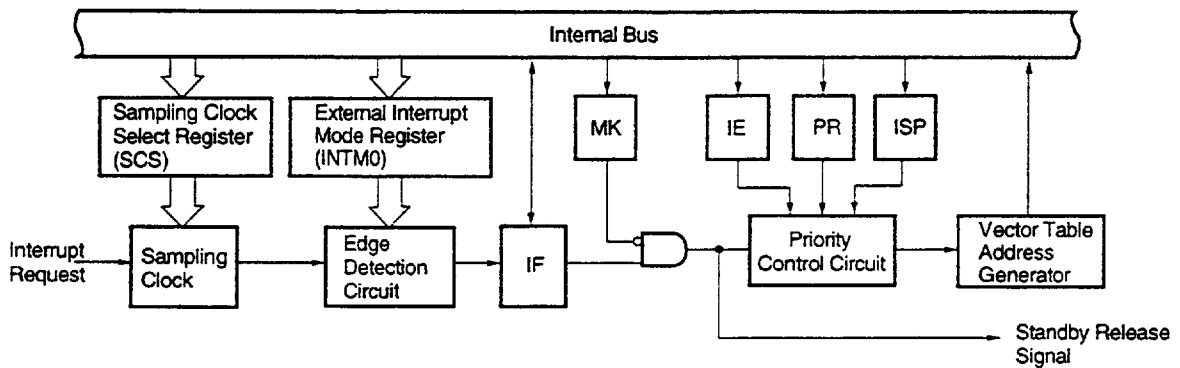 Internal Bus
Sampling Clock
Select Register
(SCS)
External Interrupt
Mode Register
(INTM0)
MK
IE
PR
ISP
Interrupt
Request
Sampling
Clock
Edge
Detection
Circuit
IF
Priority
Control Circuit
Vector Table
Address
Generator
Standby Release
Signal